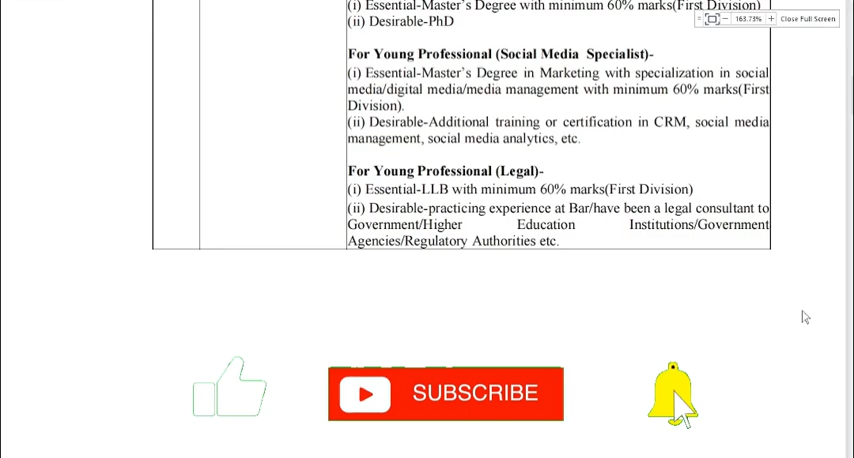 (i) Essential-Master's Degree with minimum 60% marks(First Division)
(ii) Desirable-PhD
163.73%
Close Full Screen
For Young Professional (Social Media Specialist)-
(i) Essential-Master's Degree in Marketing with specialization in social
media/digital media/media management with minimum 60% marks(First
Division).
(ii) Desirable-Additional training or certification in CRM, social media
management, social media analytics, etc.
For Young Professional (Legal)-
(i) Essential-LLB with minimum 60% marks(First Division)
(ii) Desirable-practicing experience at Bar/have been a legal consultant to
Government/Higher Education Institutions/Government
Agencies/Regulatory Authorities etc.
SUBSCRIBE